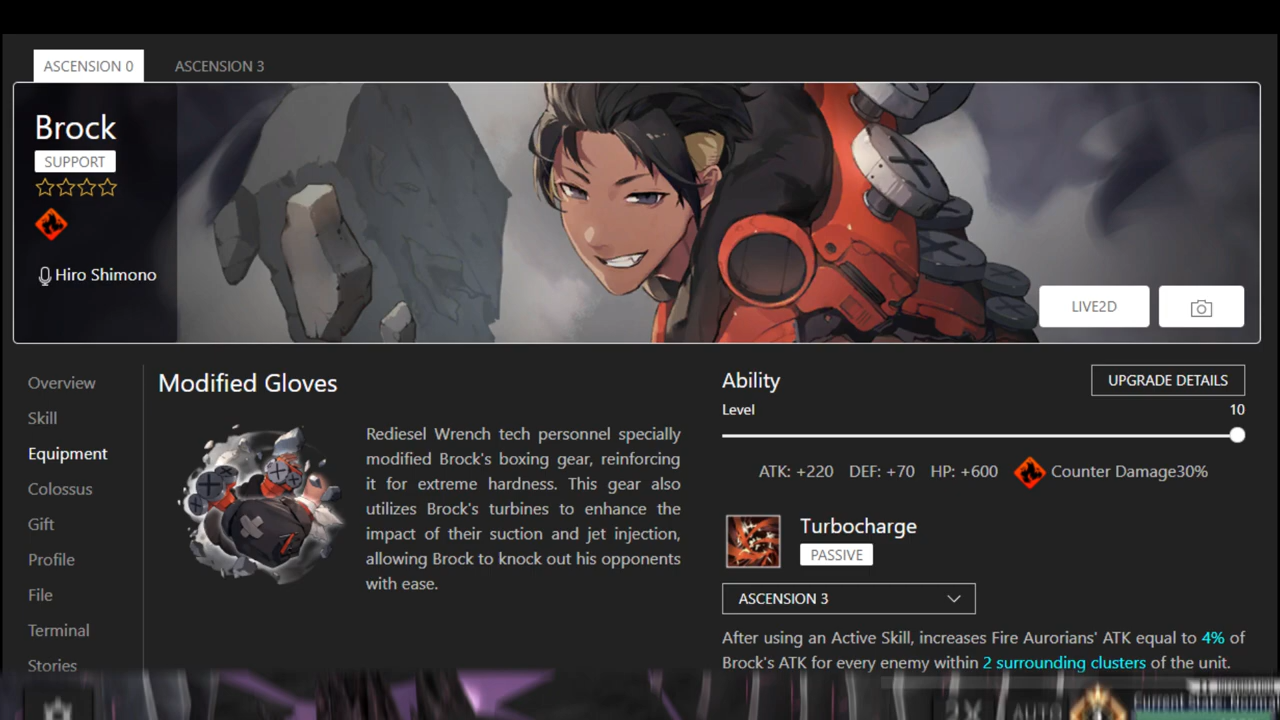 ASCENSION 0
ASCENSION 3
Brock
SUPPORT
Hiro Shimono
LIVE2D
Overview
Skill
Equipment
Colossus
Gift
Profile
File
Terminal
Stories
Modified Gloves
Rediesel Wrench tech personnel specially
modified Brock's boxing gear, reinforcing
it for extreme hardness. This gear also
utilizes Brock's turbines to enhance the
impact of their suction and jet injection,
allowing Brock to knock out his opponents
with ease.
Ability
UPGRADE DETAILS
Level
10
ATK: +220 DEF: +70 HP: +600 Counter Damage30%
Turbocharge
PASSIVE
ASCENSION 3
After using an Active Skill, increases Fire Aurorians' ATK equal to 4% of
Brock's ATK for every enemy within 2 surrounding clusters of the unit.
2X
AUTO
Current